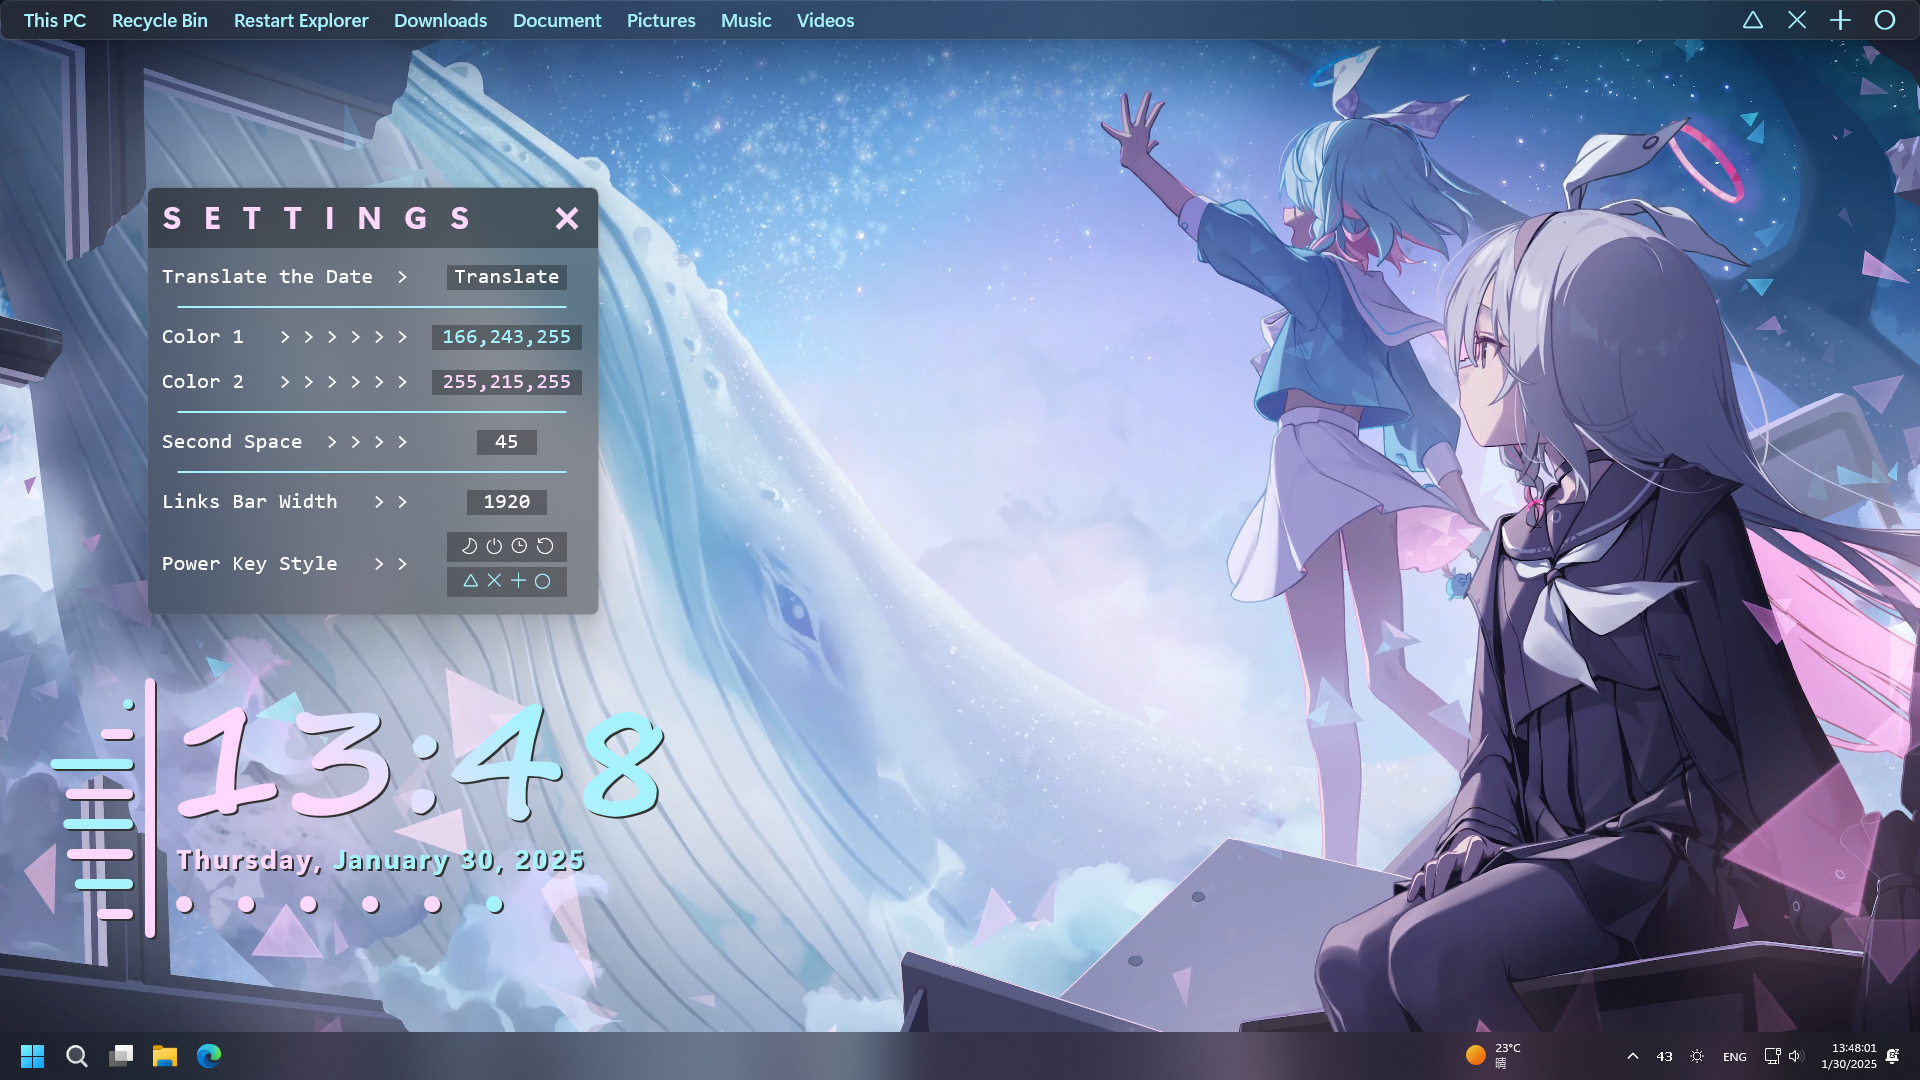 This PC Recycle Bin Restart Explorer Downloads Document Pictures Music Videos
SETTINGS
Translate the Date > Translate
Color 1 > > > > > > 166,243,255
Color 2 > > > > > > 255,215,255
Second Space > > > > 45
Links Bar Width > > 1920
Power Key Style > >
13:48
Thursday, January 30, 2025
23°C
晴
43
ENG
13:48:01
1/30/2025